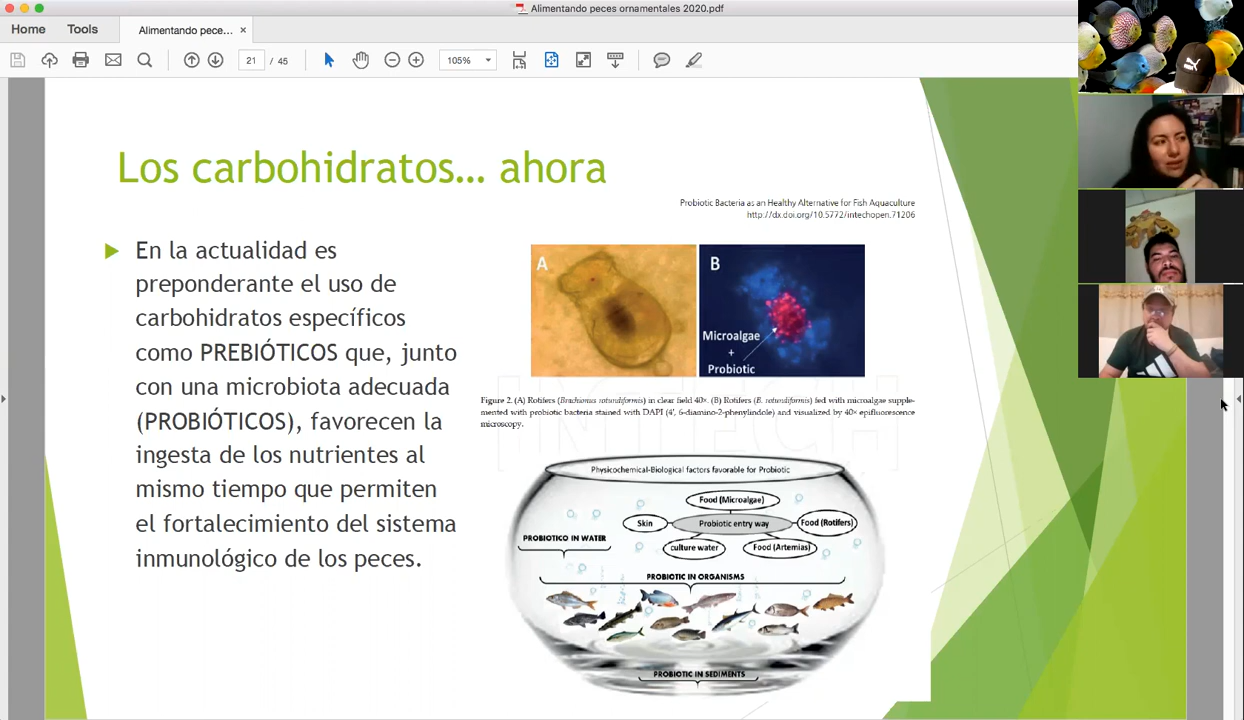 Alimentando peces ornamentales 2020.pdf
Home
Tools
Alimentando pece...
21 / 45
105%
Los carbohidratos... ahora
Probiotic Bacteria as an Healthy Alternative for Fish Aquaculture
http://dx.doi.org/10.5772/intechopen.71206
En la actualidad es
preponderante el uso de
carbohidratos específicos
como PREBIÓTICOS que, junto
con una microbiota adecuada
(PROBIÓTICOS), favorecen la
ingesta de los nutrientes al
mismo tiempo que permiten
el fortalecimiento del sistema
inmunológico de los peces.
A
B
Microalgae
+
Probiotic
INTECH
Figure 2. (A) Rotifers (Brachionus rotundiformis) in clear field 40×. (B) Rotifers (B. rotundiformis) fed with microalgae supple-
mented with probiotic bacteria stained with DAPI (4′, 6-diamino-2-phenylindole) and visualized by 40× epifluorescence
microscopy.
Physicochemical-Biological factors favorable for Probiotic
Food (Microalgae)
Skin
Probiotic entry way
Food (Rotifers)
culture water
Food (Artemias)
PROBIOTICO IN WATER
PROBIOTIC IN ORGANISMS
PROBIOTIC IN SEDIMENTS